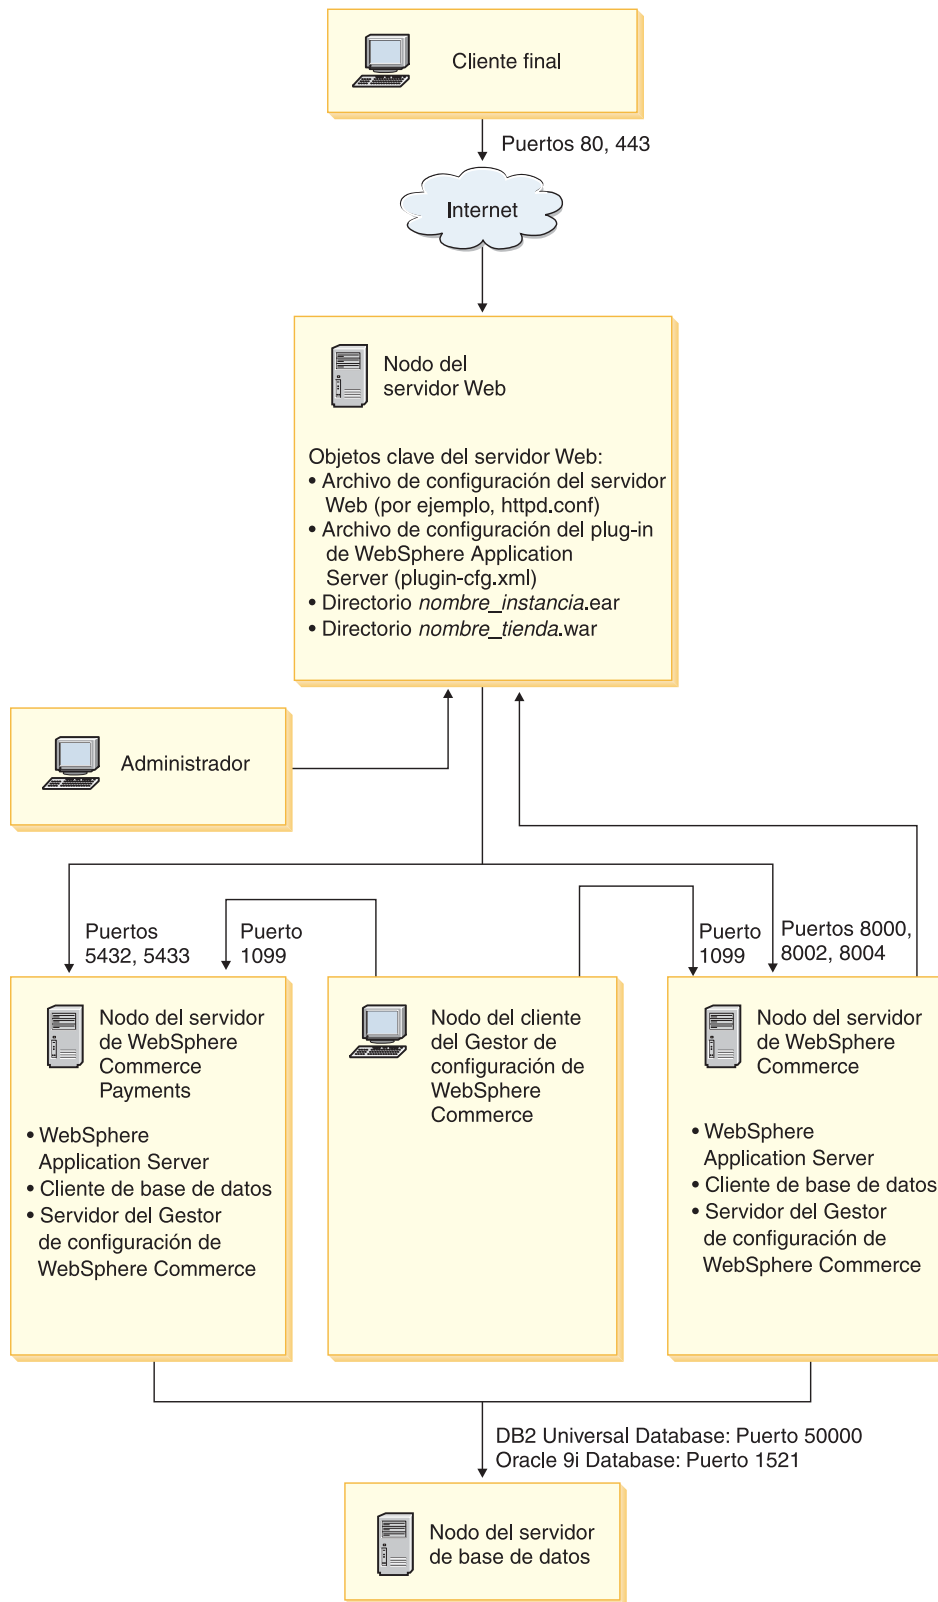 Cliente final
Puertos 80, 443
Internet
Nodo del
servidor Web
Objetos clave del servidor Web:
• Archivo de configuración del servidor
Web (por ejemplo, httpd.conf)
• Archivo de configuración del plug-in
de WebSphere Application
Server (plugin-cfg.xml)
• Directorio nombre_instancia.ear
• Directorio nombre_tienda.war
Administrador
Puertos
5432, 5433
Puerto
1099
Puerto
1099
Puertos 8000,
8002, 8004
Nodo del servidor
de WebSphere
Commerce
Payments
• WebSphere
Application Server
• Cliente de base de datos
• Servidor del Gestor
de configuración de
WebSphere Commerce
Nodo del cliente
del Gestor de
configuración de
WebSphere
Commerce
Nodo del servidor
de WebSphere
Commerce
• WebSphere
Application Server
• Cliente de base de datos
• Servidor del Gestor
de configuración de
WebSphere Commerce
DB2 Universal Database: Puerto 50000
Oracle 9i Database: Puerto 1521
Nodo del servidor
de base de datos